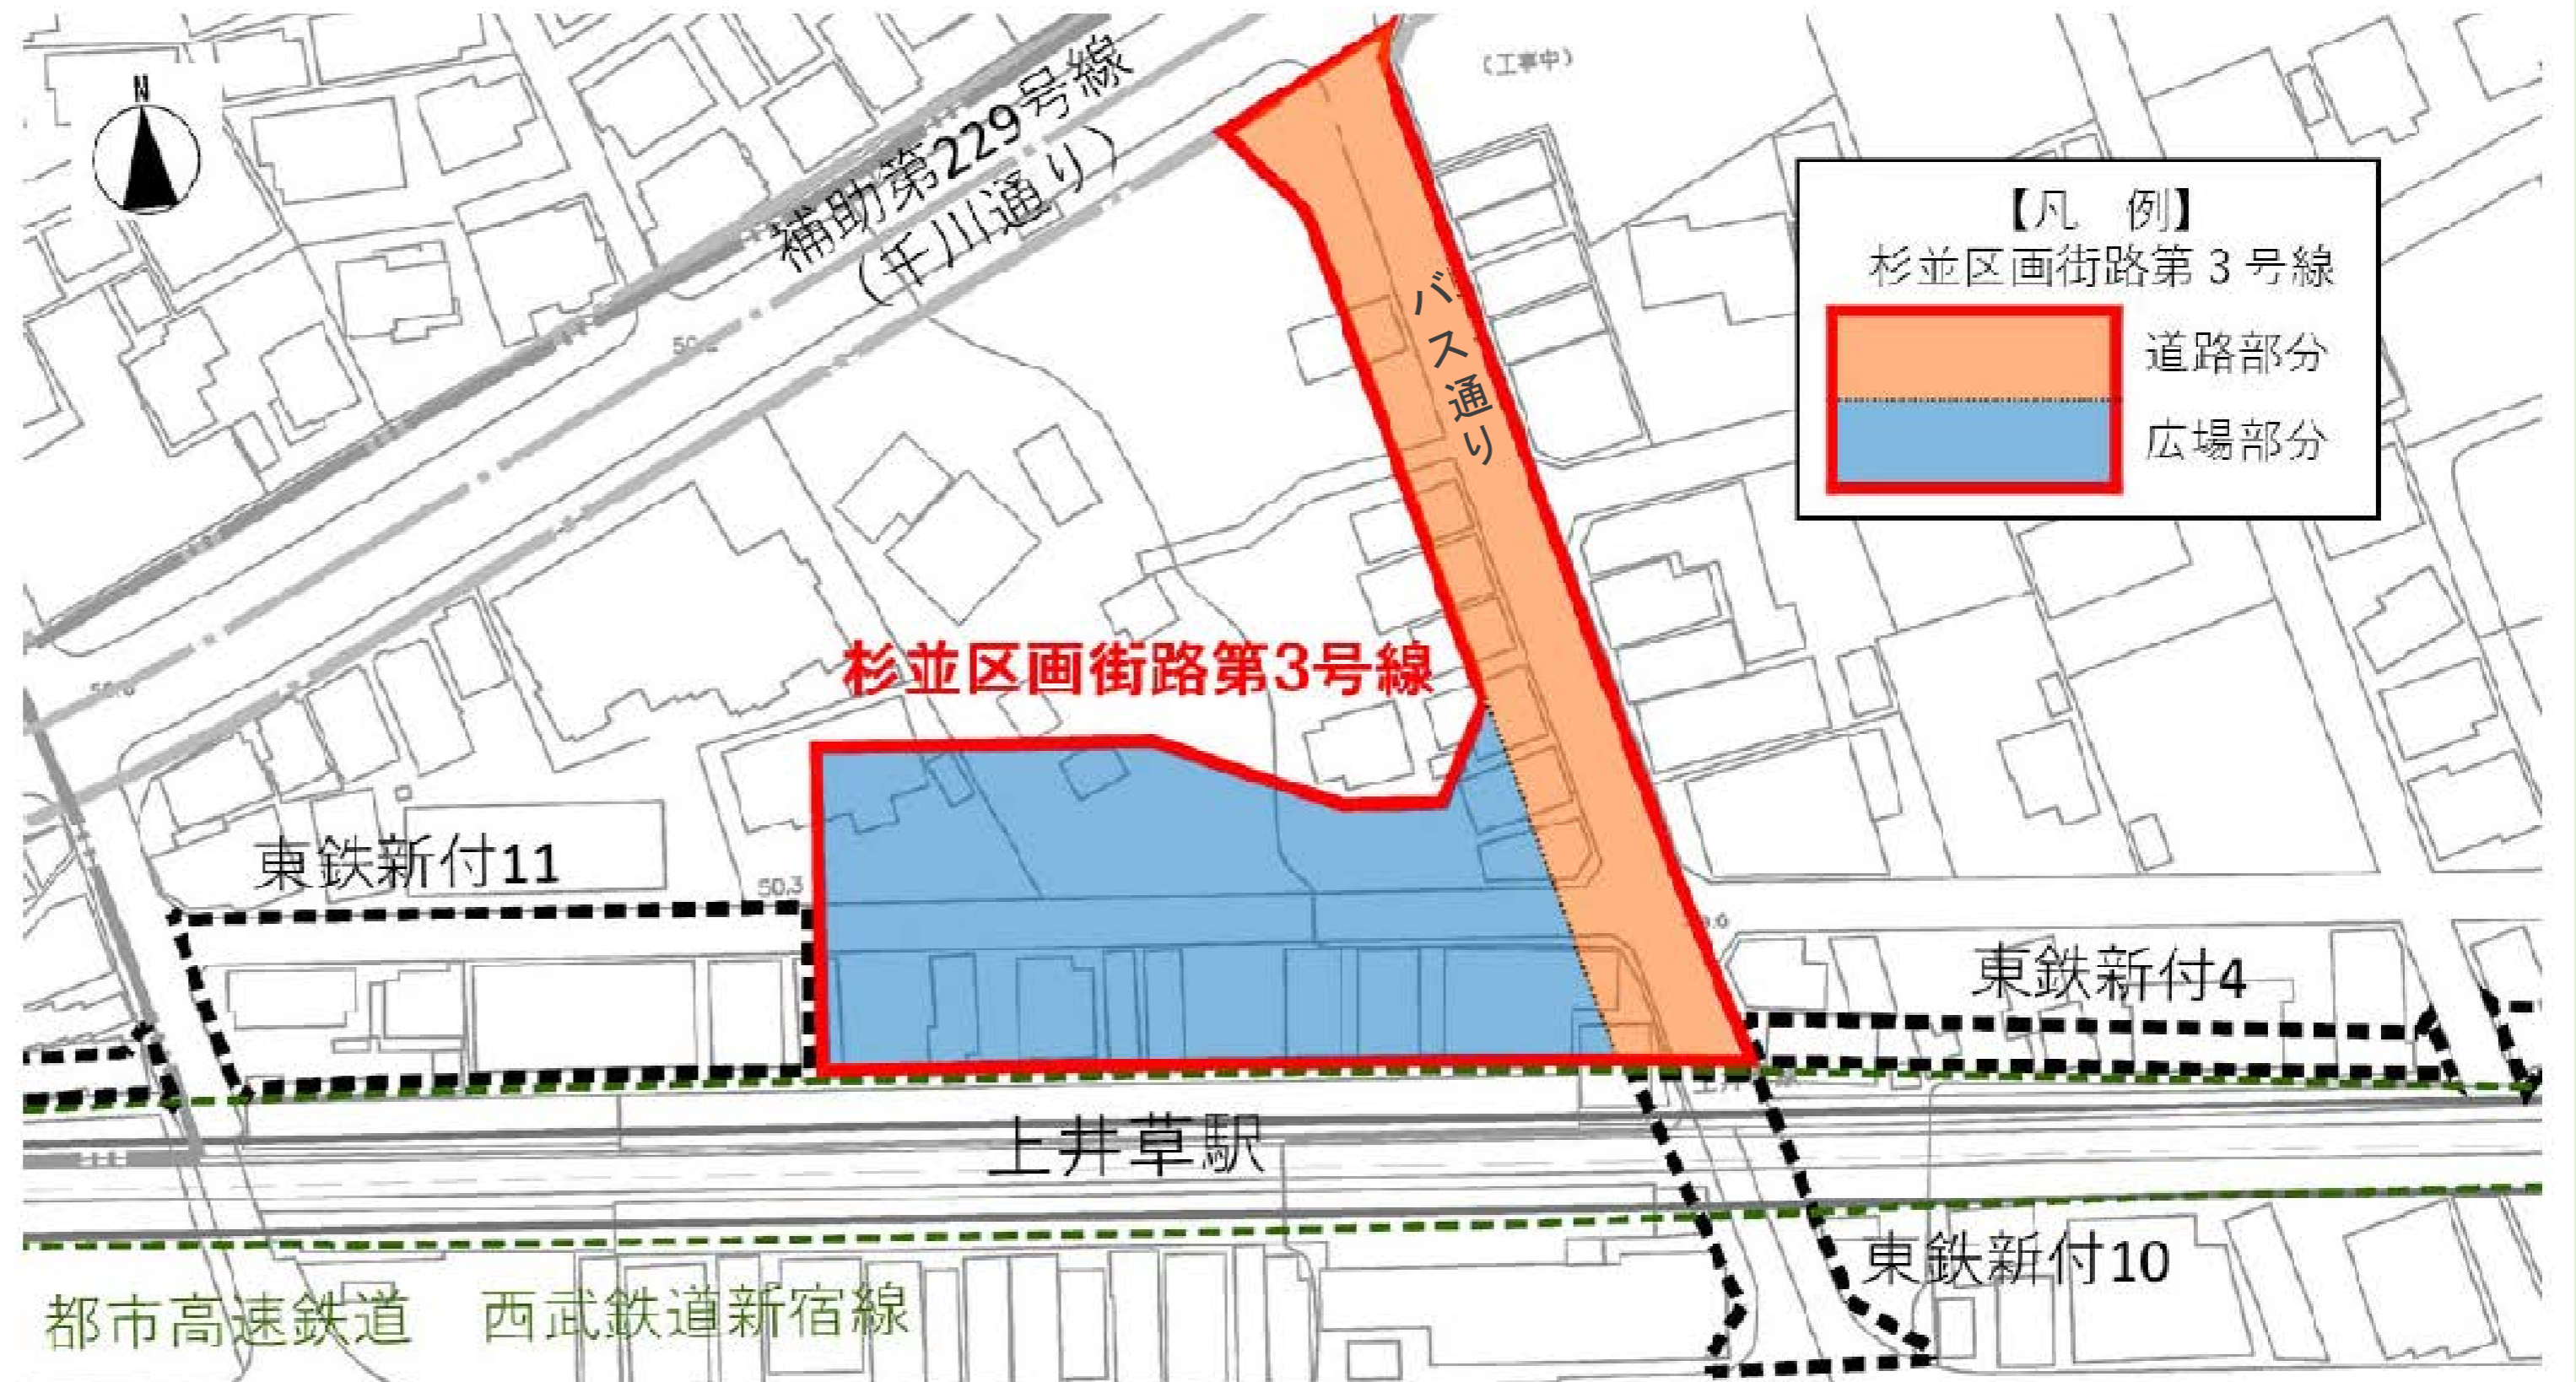 N
補助第229号線
（千川通り）
(工事中)
【凡　例】
杉並区画街路第３号線
道路部分
広場部分
バス通り
杉並区画街路第3号線
東鉄新付11
50.3
東鉄新付4
上井草駅
東鉄新付10
都市高速鉄道　西武鉄道新宿線